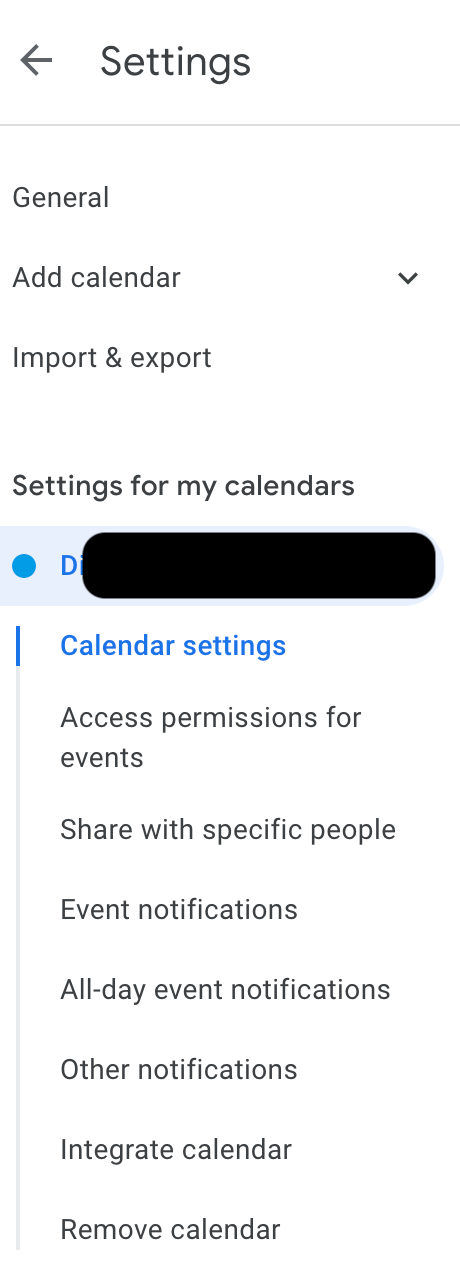 Settings
General
Add calendar
Import & export
Settings for my calendars
Calendar settings
Access permissions for
events
Share with specific people
Event notifications
All-day event notifications
Other notifications
Integrate calendar
Remove calendar